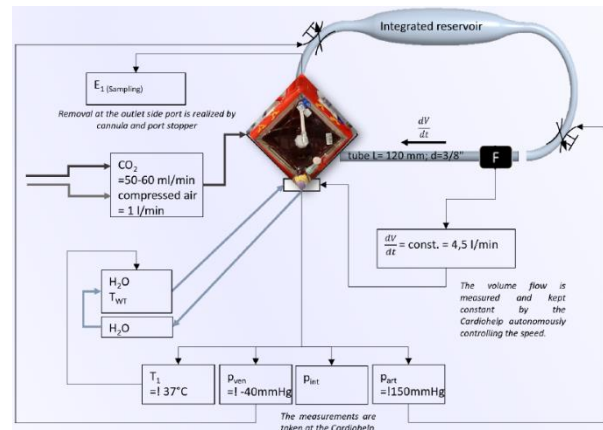 Integrated reservoir
E1 (Sampling)
Removal at the outlet side port is realized by
cannula and port stopper
dV
dt
tube L= 120 mm; d=3/8"
F
CO2
=50-60 ml/min
compressed air
= 1 l/min
dV
dt = const. = 4,5 l/min
The volume flow is
measured and kept
constant by the
Cardiohelp autonomously
controlling the speed.
H2O
TWT
H2O
T1
=! 37°C
pven
=! -40mmHg
pint
part
=!150mmHg
The measurements are
taken at the Cardiohelp